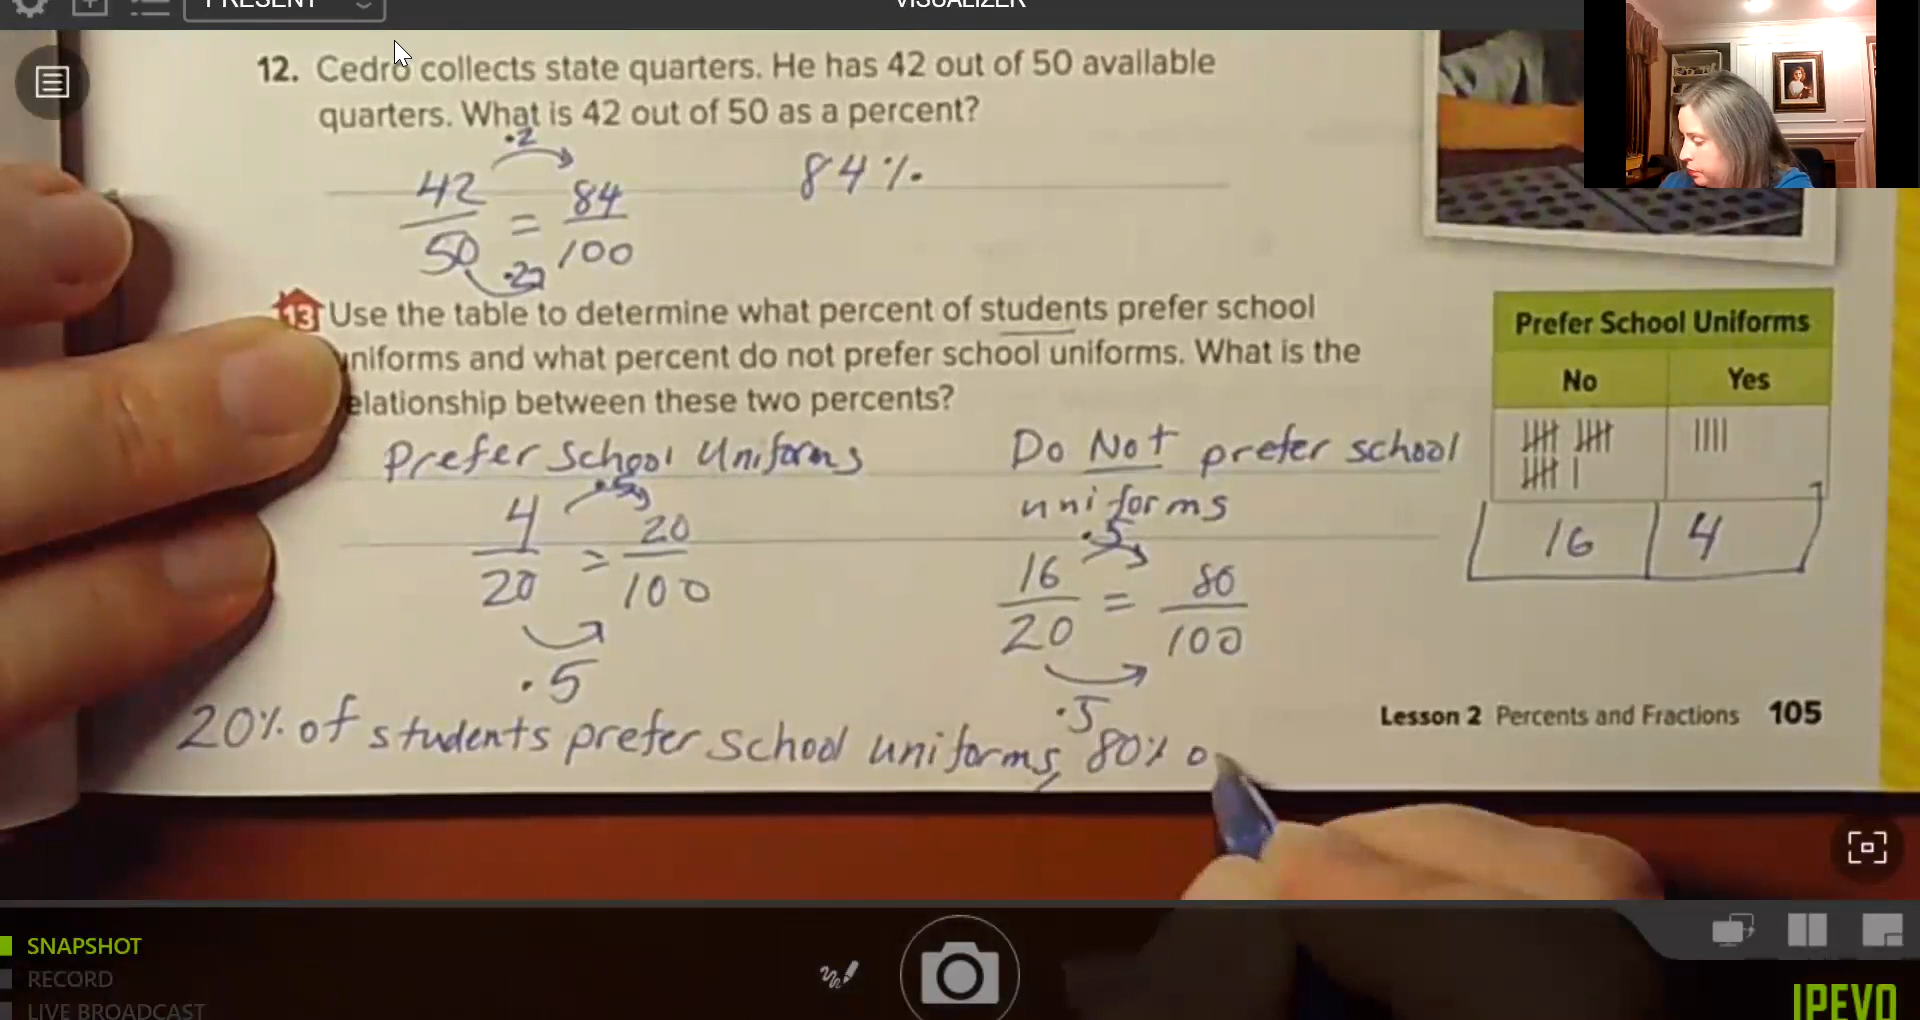 PRESENT
VISUALIZER
12. Cedro collects state quarters. He has 42 out of 50 available
quarters. What is 42 out of 50 as a percent?
·2
42/50 = 84/100
84%.
·2
13 Use the table to determine what percent of students prefer school
uniforms and what percent do not prefer school uniforms. What is the
relationship between these two percents?
Prefer School Uniforms
No Yes
16 4
Prefer School Uniforms
·5
4/20 = 20/100
·5
Do Not prefer school
uniforms
·5
16/20 = 80/100
·5
Lesson 2 Percents and Fractions 105
20% of students prefer school uniforms, 80% o
SNAPSHOT
RECORD
LIVE BROADCAST
IPEVO